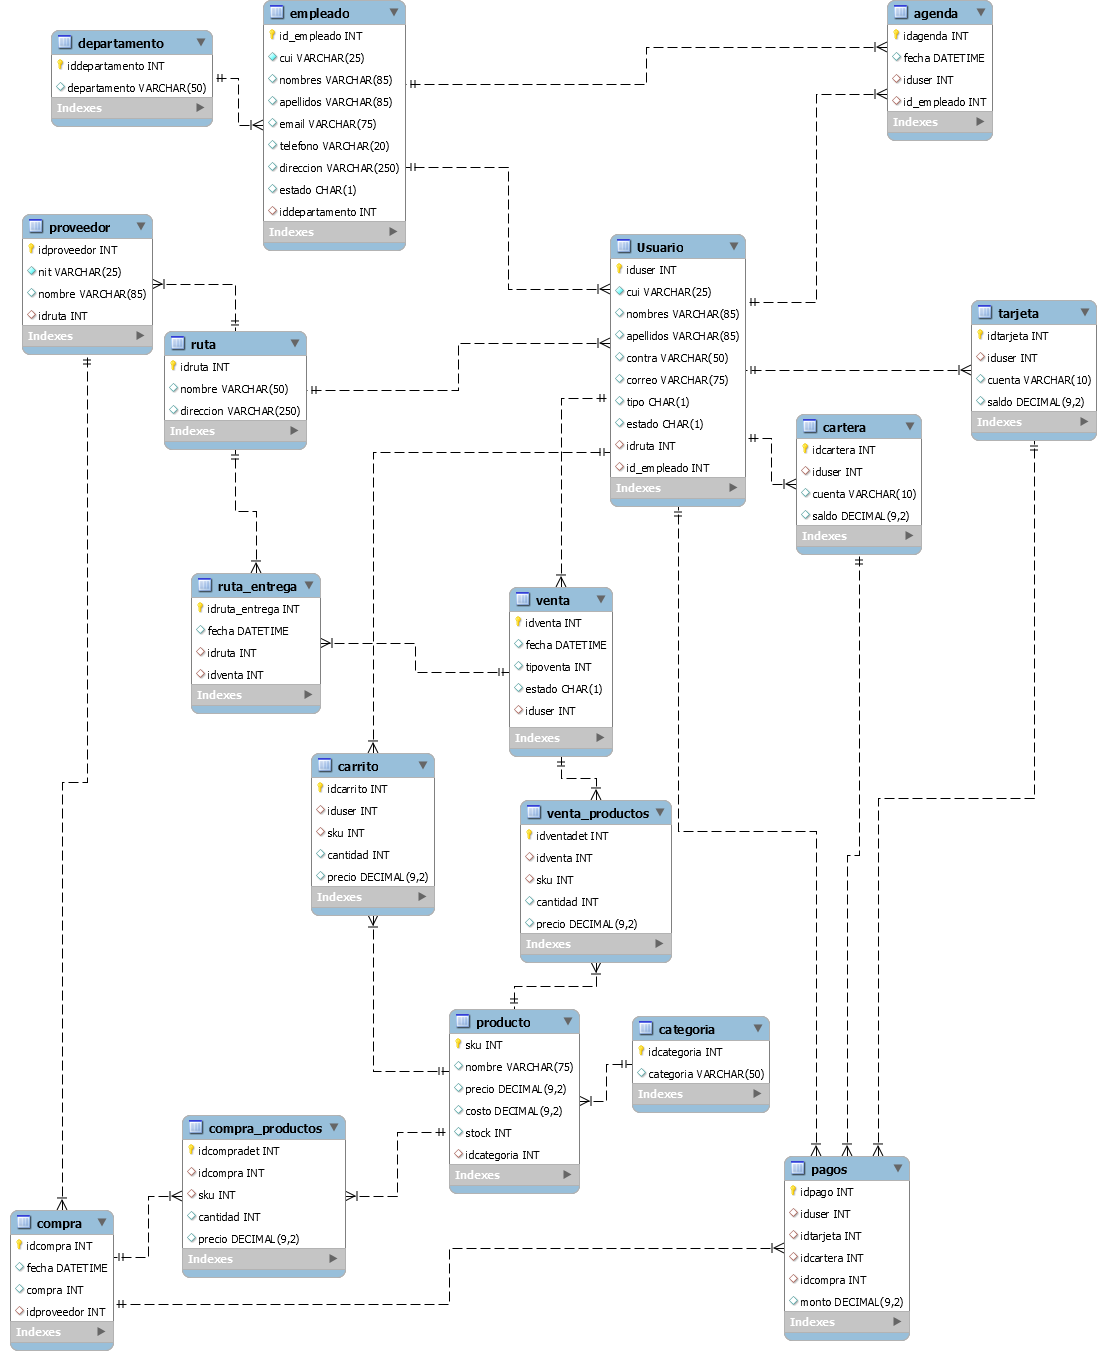 empleado
id_empleado INT
cui VARCHAR(25)
nombres VARCHAR(85)
apellidos VARCHAR(85)
email VARCHAR(75)
telefono VARCHAR(20)
direccion VARCHAR(250)
estado CHAR(1)
iddepartamento INT
Indexes
agenda
idagenda INT
fecha DATETIME
iduser INT
id_empleado INT
Indexes
departamento
iddepartamento INT
departamento VARCHAR(50)
Indexes
proveedor
idproveedor INT
nit VARCHAR(25)
nombre VARCHAR(85)
idruta INT
Indexes
Usuario
iduser INT
cui VARCHAR(25)
nombres VARCHAR(85)
apellidos VARCHAR(85)
contra VARCHAR(50)
correo VARCHAR(75)
tipo CHAR(1)
estado CHAR(1)
idruta INT
id_empleado INT
Indexes
tarjeta
idtarjeta INT
iduser INT
cuenta VARCHAR(10)
saldo DECIMAL(9,2)
Indexes
ruta
idruta INT
nombre VARCHAR(50)
direccion VARCHAR(250)
Indexes
cartera
idcartera INT
iduser INT
cuenta VARCHAR(10)
saldo DECIMAL(9,2)
Indexes
ruta_entrega
idruta_entrega INT
fecha DATETIME
idruta INT
idventa INT
Indexes
venta
idventa INT
fecha DATETIME
tipoventa INT
estado CHAR(1)
iduser INT
Indexes
carrito
idcarrito INT
iduser INT
sku INT
cantidad INT
precio DECIMAL(9,2)
Indexes
venta_productos
idventadet INT
idventa INT
sku INT
cantidad INT
precio DECIMAL(9,2)
Indexes
producto
sku INT
nombre VARCHAR(75)
precio DECIMAL(9,2)
costo DECIMAL(9,2)
stock INT
idcategoria INT
Indexes
categoria
idcategoria INT
categoria VARCHAR(50)
Indexes
compra_productos
idcompradet INT
idcompra INT
sku INT
cantidad INT
precio DECIMAL(9,2)
Indexes
pagos
idpago INT
iduser INT
idtarjeta INT
idcartera INT
idcompra INT
monto DECIMAL(9,2)
Indexes
compra
idcompra INT
fecha DATETIME
compra INT
idproveedor INT
Indexes